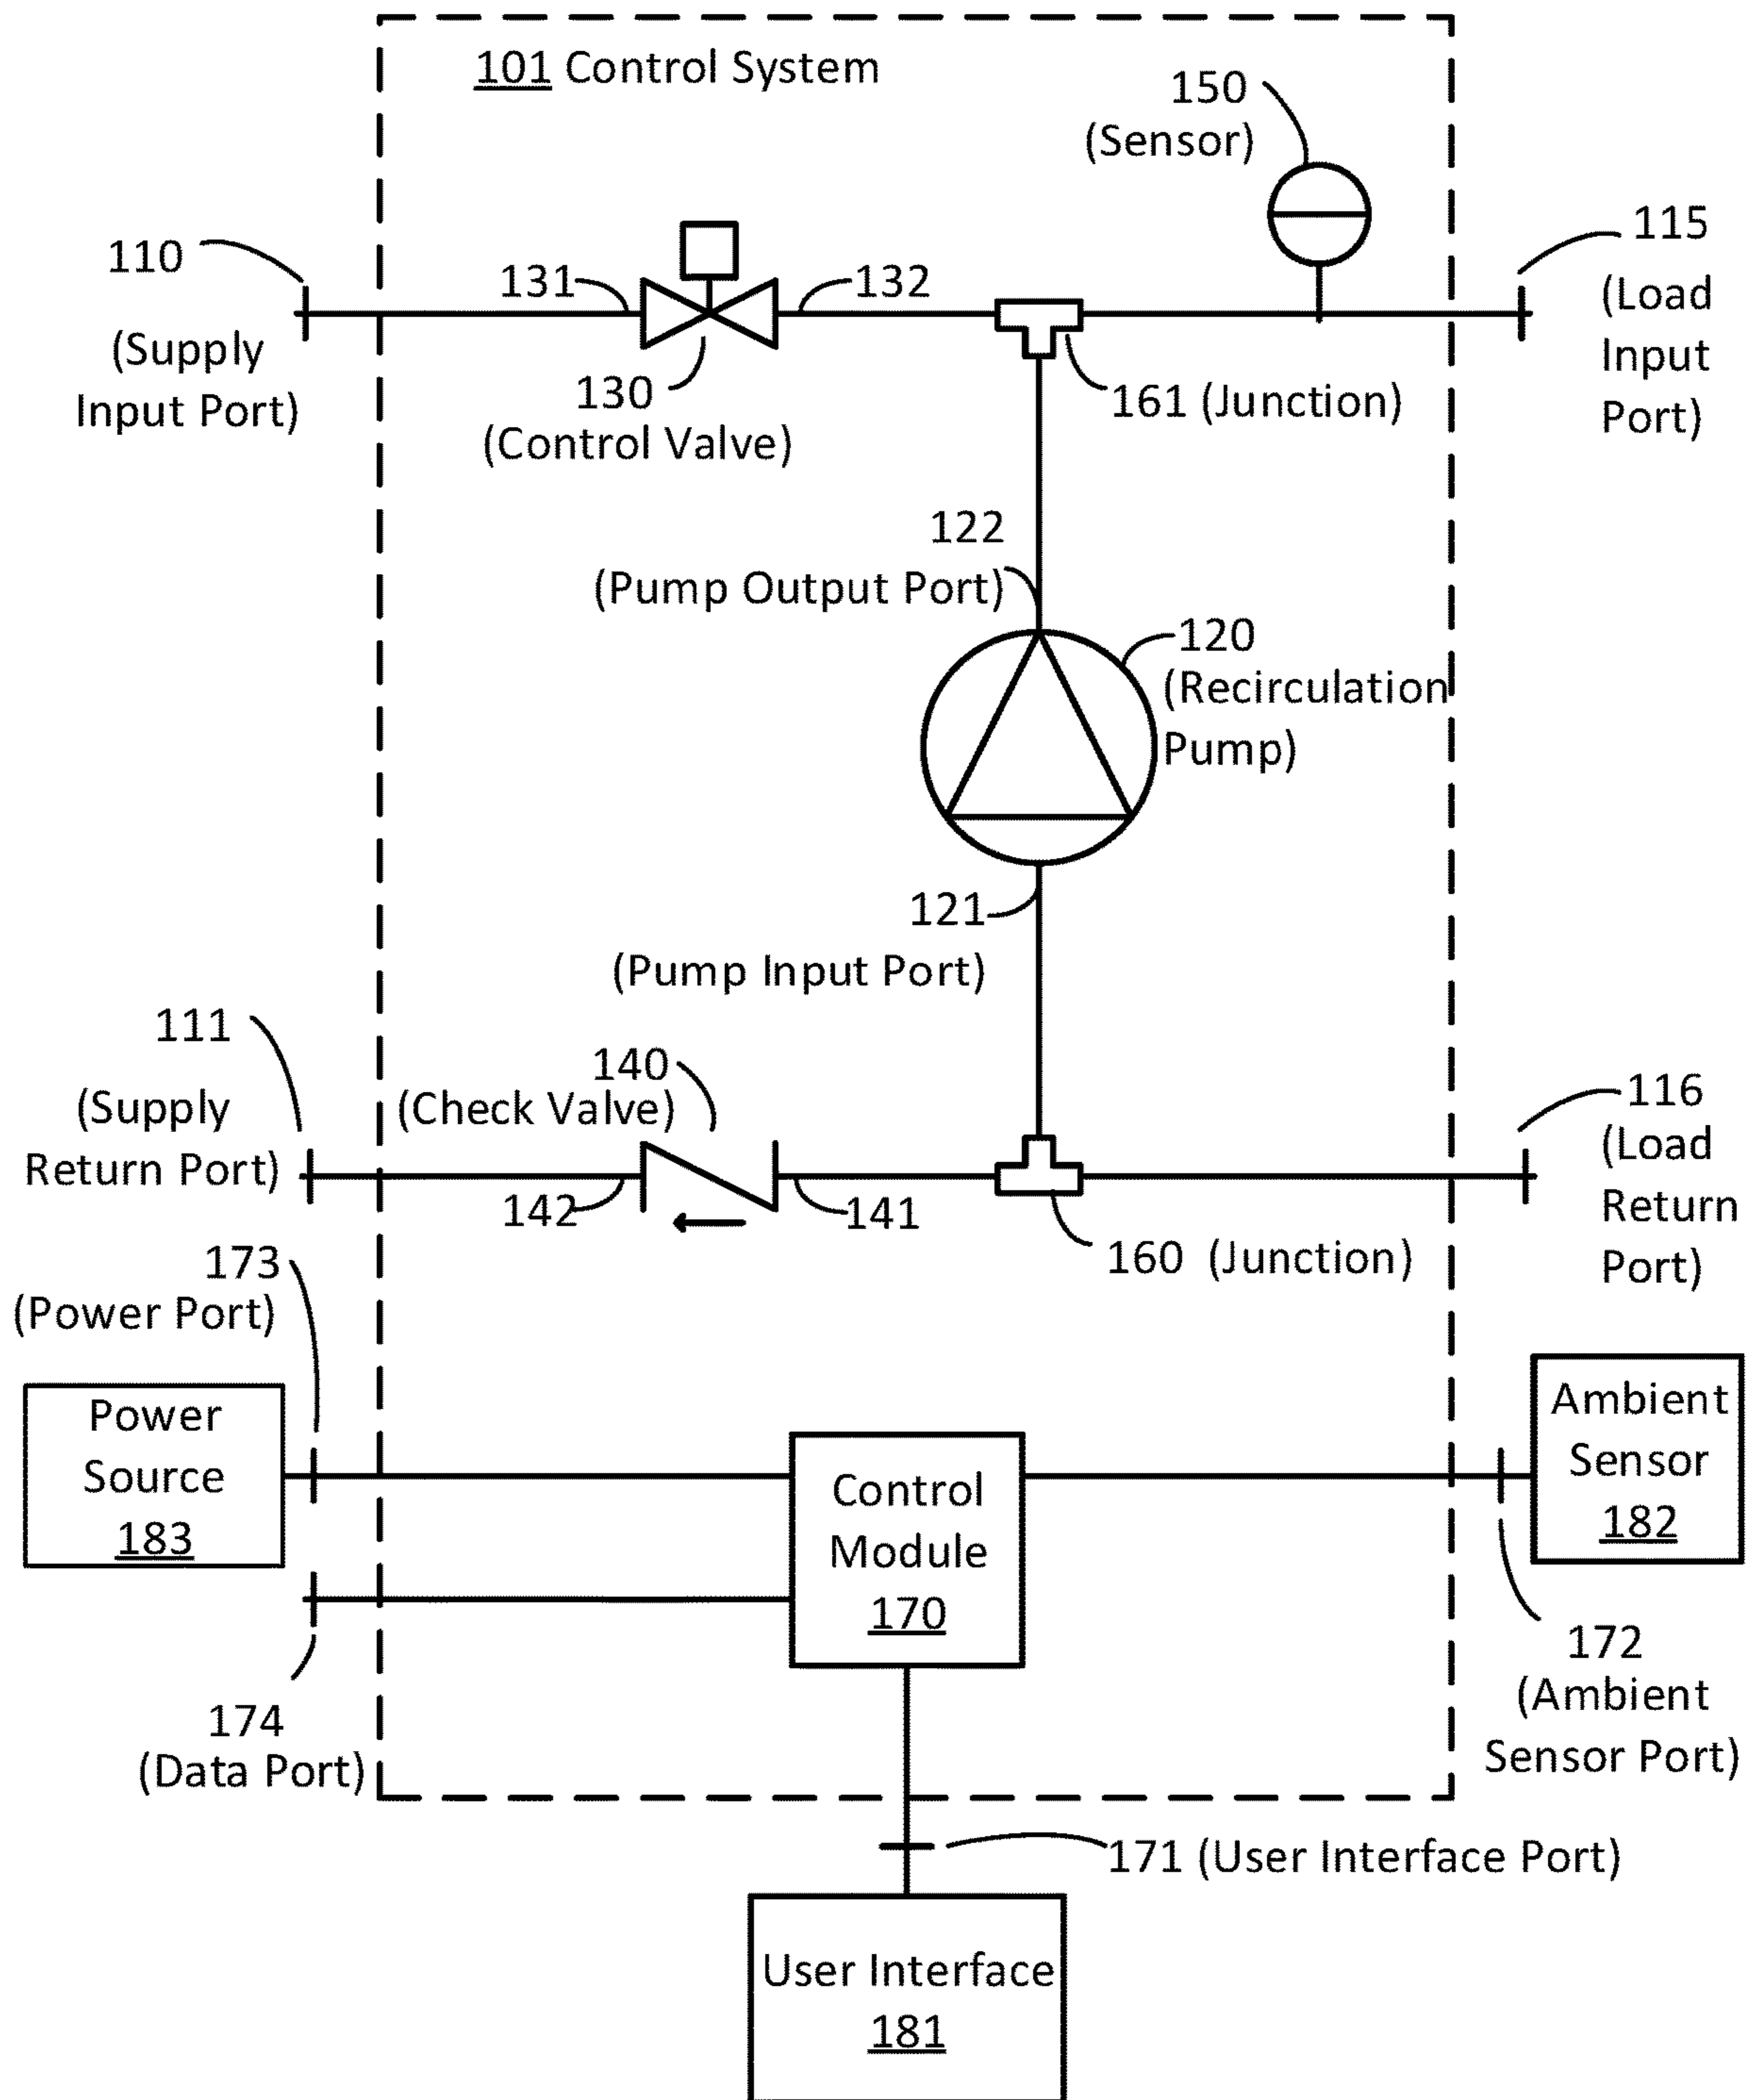 101 Control System
150
(Sensor)
110
(Supply
Input Port)
131
132
115
(Load
Input
Port)
130
(Control Valve)
161 (Junction)
122
(Pump Output Port)
120
(Recirculation
Pump)
121
(Pump Input Port)
111
(Supply
Return Port)
140
(Check Valve)
142
141
160 (Junction)
116
(Load
Return
Port)
173
(Power Port)
Power
Source
183
Control
Module
170
Ambient
Sensor
182
174
(Data Port)
172
(Ambient
Sensor Port)
171 (User Interface Port)
User Interface
181